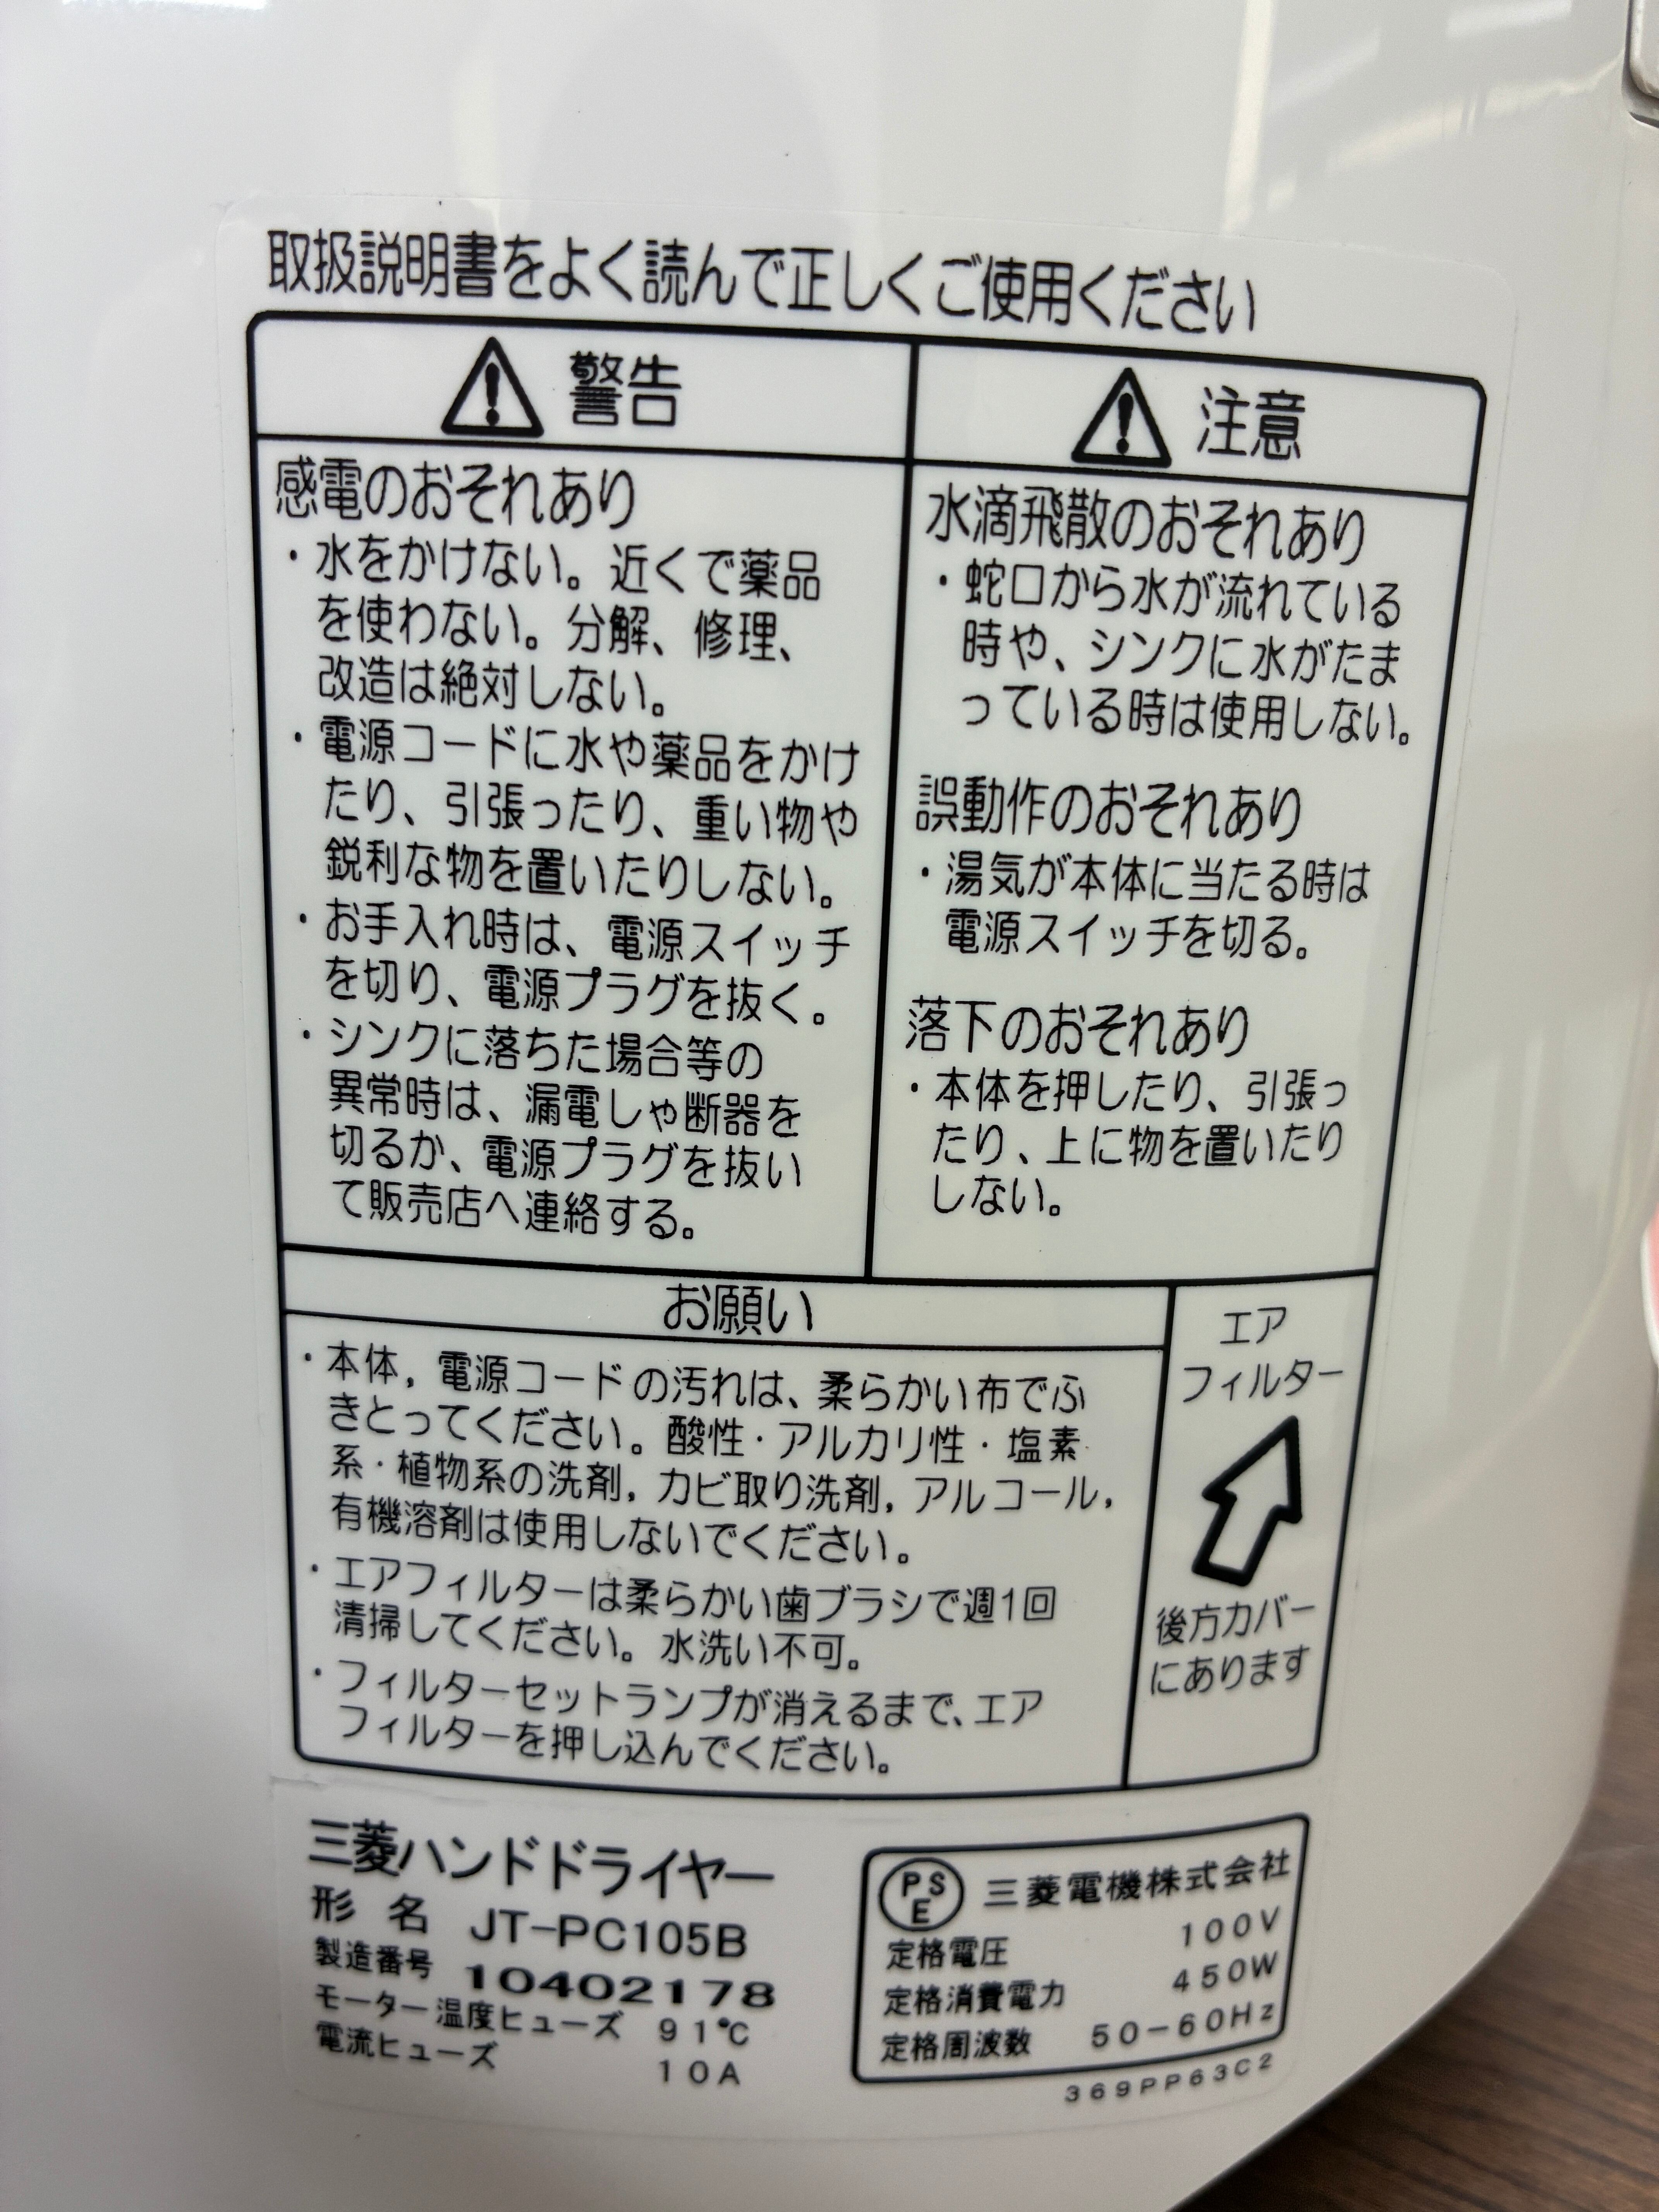 取扱説明書をよく読んで正しくご使用ください
警告
感電のおそれあり
・水をかけない。近くで薬品
を使わない。分解、修理、
改造は絶対しない。
・電源コードに水や薬品をかけ
たり、引張ったり、重い物や
鋭利な物を置いたりしない。
・お手入れ時は、電源スイッチ
を切り、電源プラグを抜く。
・シンクに落ちた場合等の
異常時は、漏電しゃ断器を
切るか、電源プラグを抜い
て販売店へ連絡する。
注意
水滴飛散のおそれあり
・蛇口から水が流れている
時や、シンクに水がたま
っている時は使用しない。
誤動作のおそれあり
・湯気が本体に当たる時は
電源スイッチを切る。
落下のおそれあり
・本体を押したり、引張っ
たり、上に物を置いたり
しない。
お願い
・本体，電源コードの汚れは、柔らかい布でふ
きとってください。酸性・アルカリ性・塩素
系・植物系の洗剤，カビ取り洗剤，アルコール，
有機溶剤は使用しないでください。
・エアフィルターは柔らかい歯ブラシで週1回
清掃してください。水洗い不可。
・フィルターセットランプが消えるまで、エア
フィルターを押し込んでください。
エア
フィルター
後方カバー
にあります
三菱ハンドドライヤー
形名 JT-PC105B
製造番号 10402178
モーター温度ヒューズ 91℃
電流ヒューズ 10A
PSE 三菱電機株式会社
定格電圧 100V
定格消費電力 450W
定格周波数 50-60Hz
369PP63C2